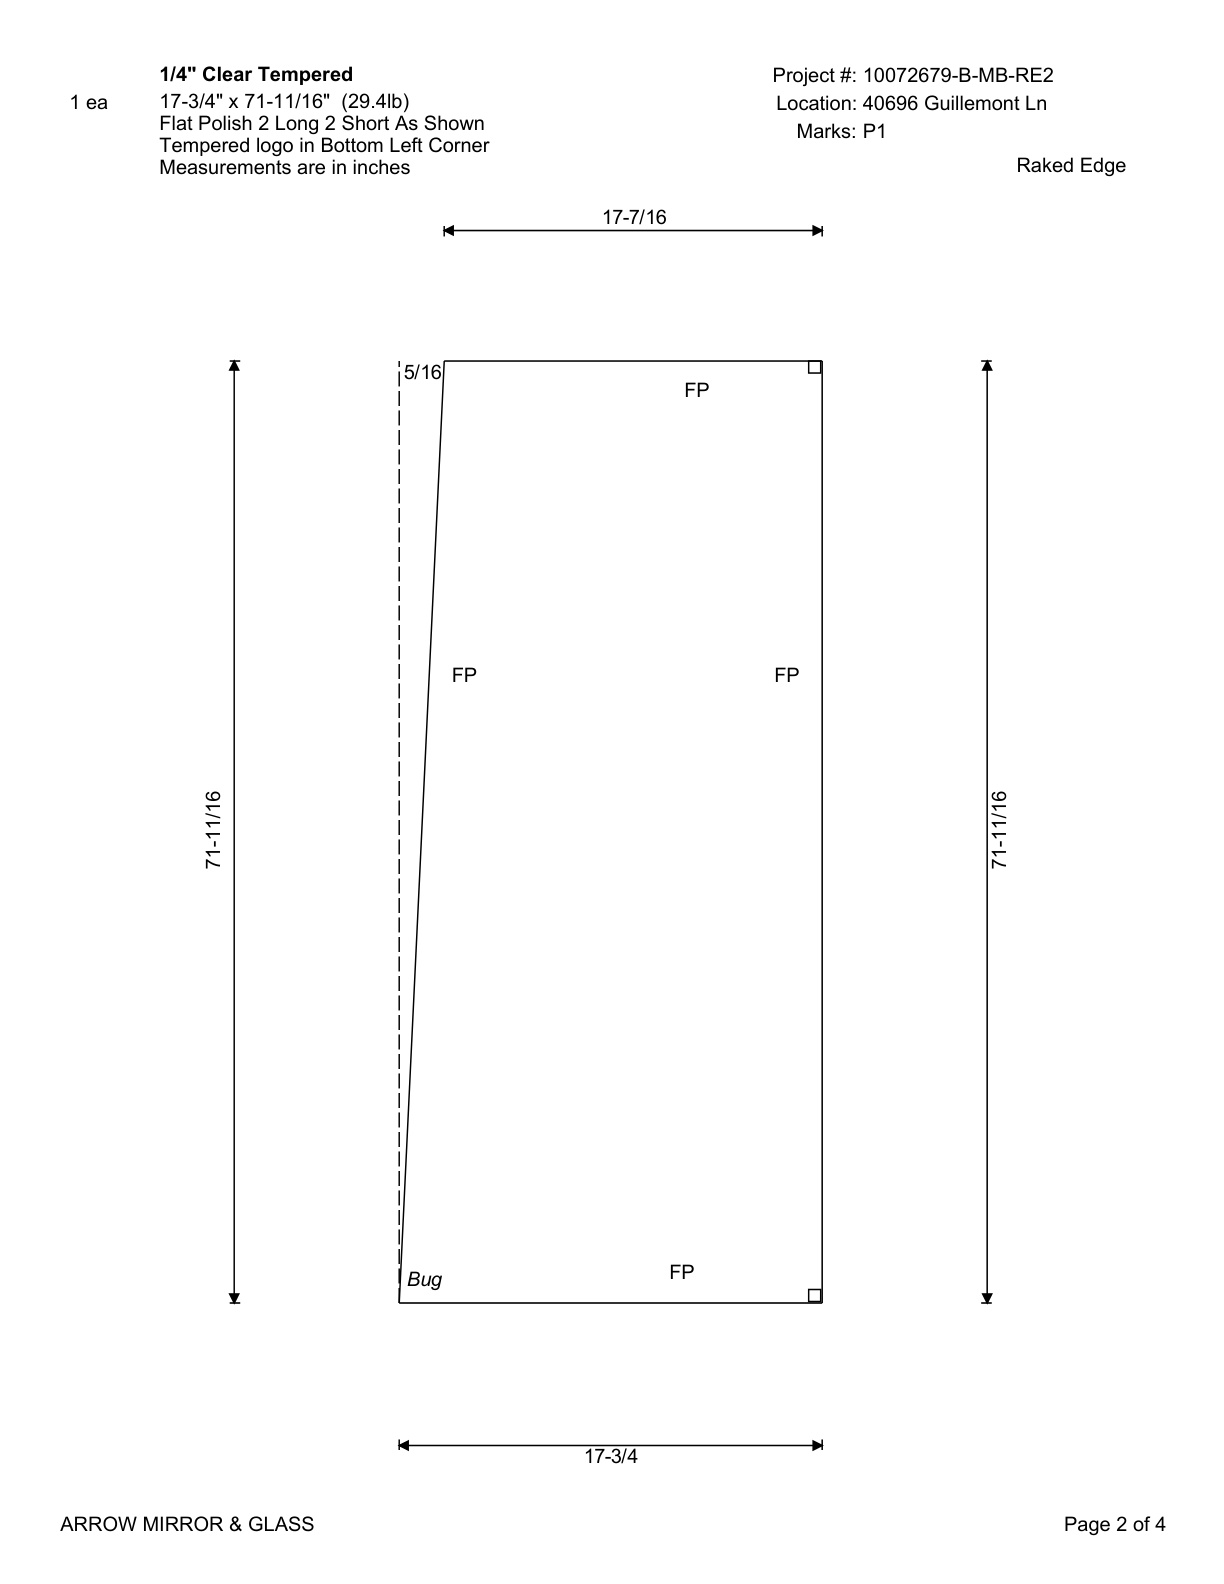 1/4" Clear Tempered
1 ea
17-3/4" x 71-11/16" (29.4lb)
Flat Polish 2 Long 2 Short As Shown
Tempered logo in Bottom Left Corner
Measurements are in inches
Project #: 10072679-B-MB-RE2
Location: 40696 Guillemont Ln
Marks: P1
Raked Edge
17-7/16
5/16
FP
FP
FP
71-11/16
71-11/16
FP
Bug
17-3/4
ARROW MIRROR & GLASS
Page 2 of 4